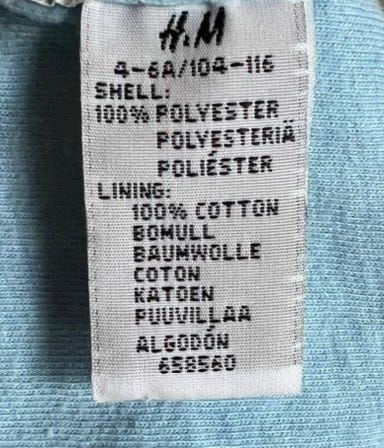 H&M
4-6A/104-116
SHELL:
100% POLYESTER
POLYESTERIÄ
POLIÉSTER
LINING:
100% COTTON
BOMULL
BAUMWOLLE
COTON
KATOEN
PUUVILLAA
ALGODÓN
658560